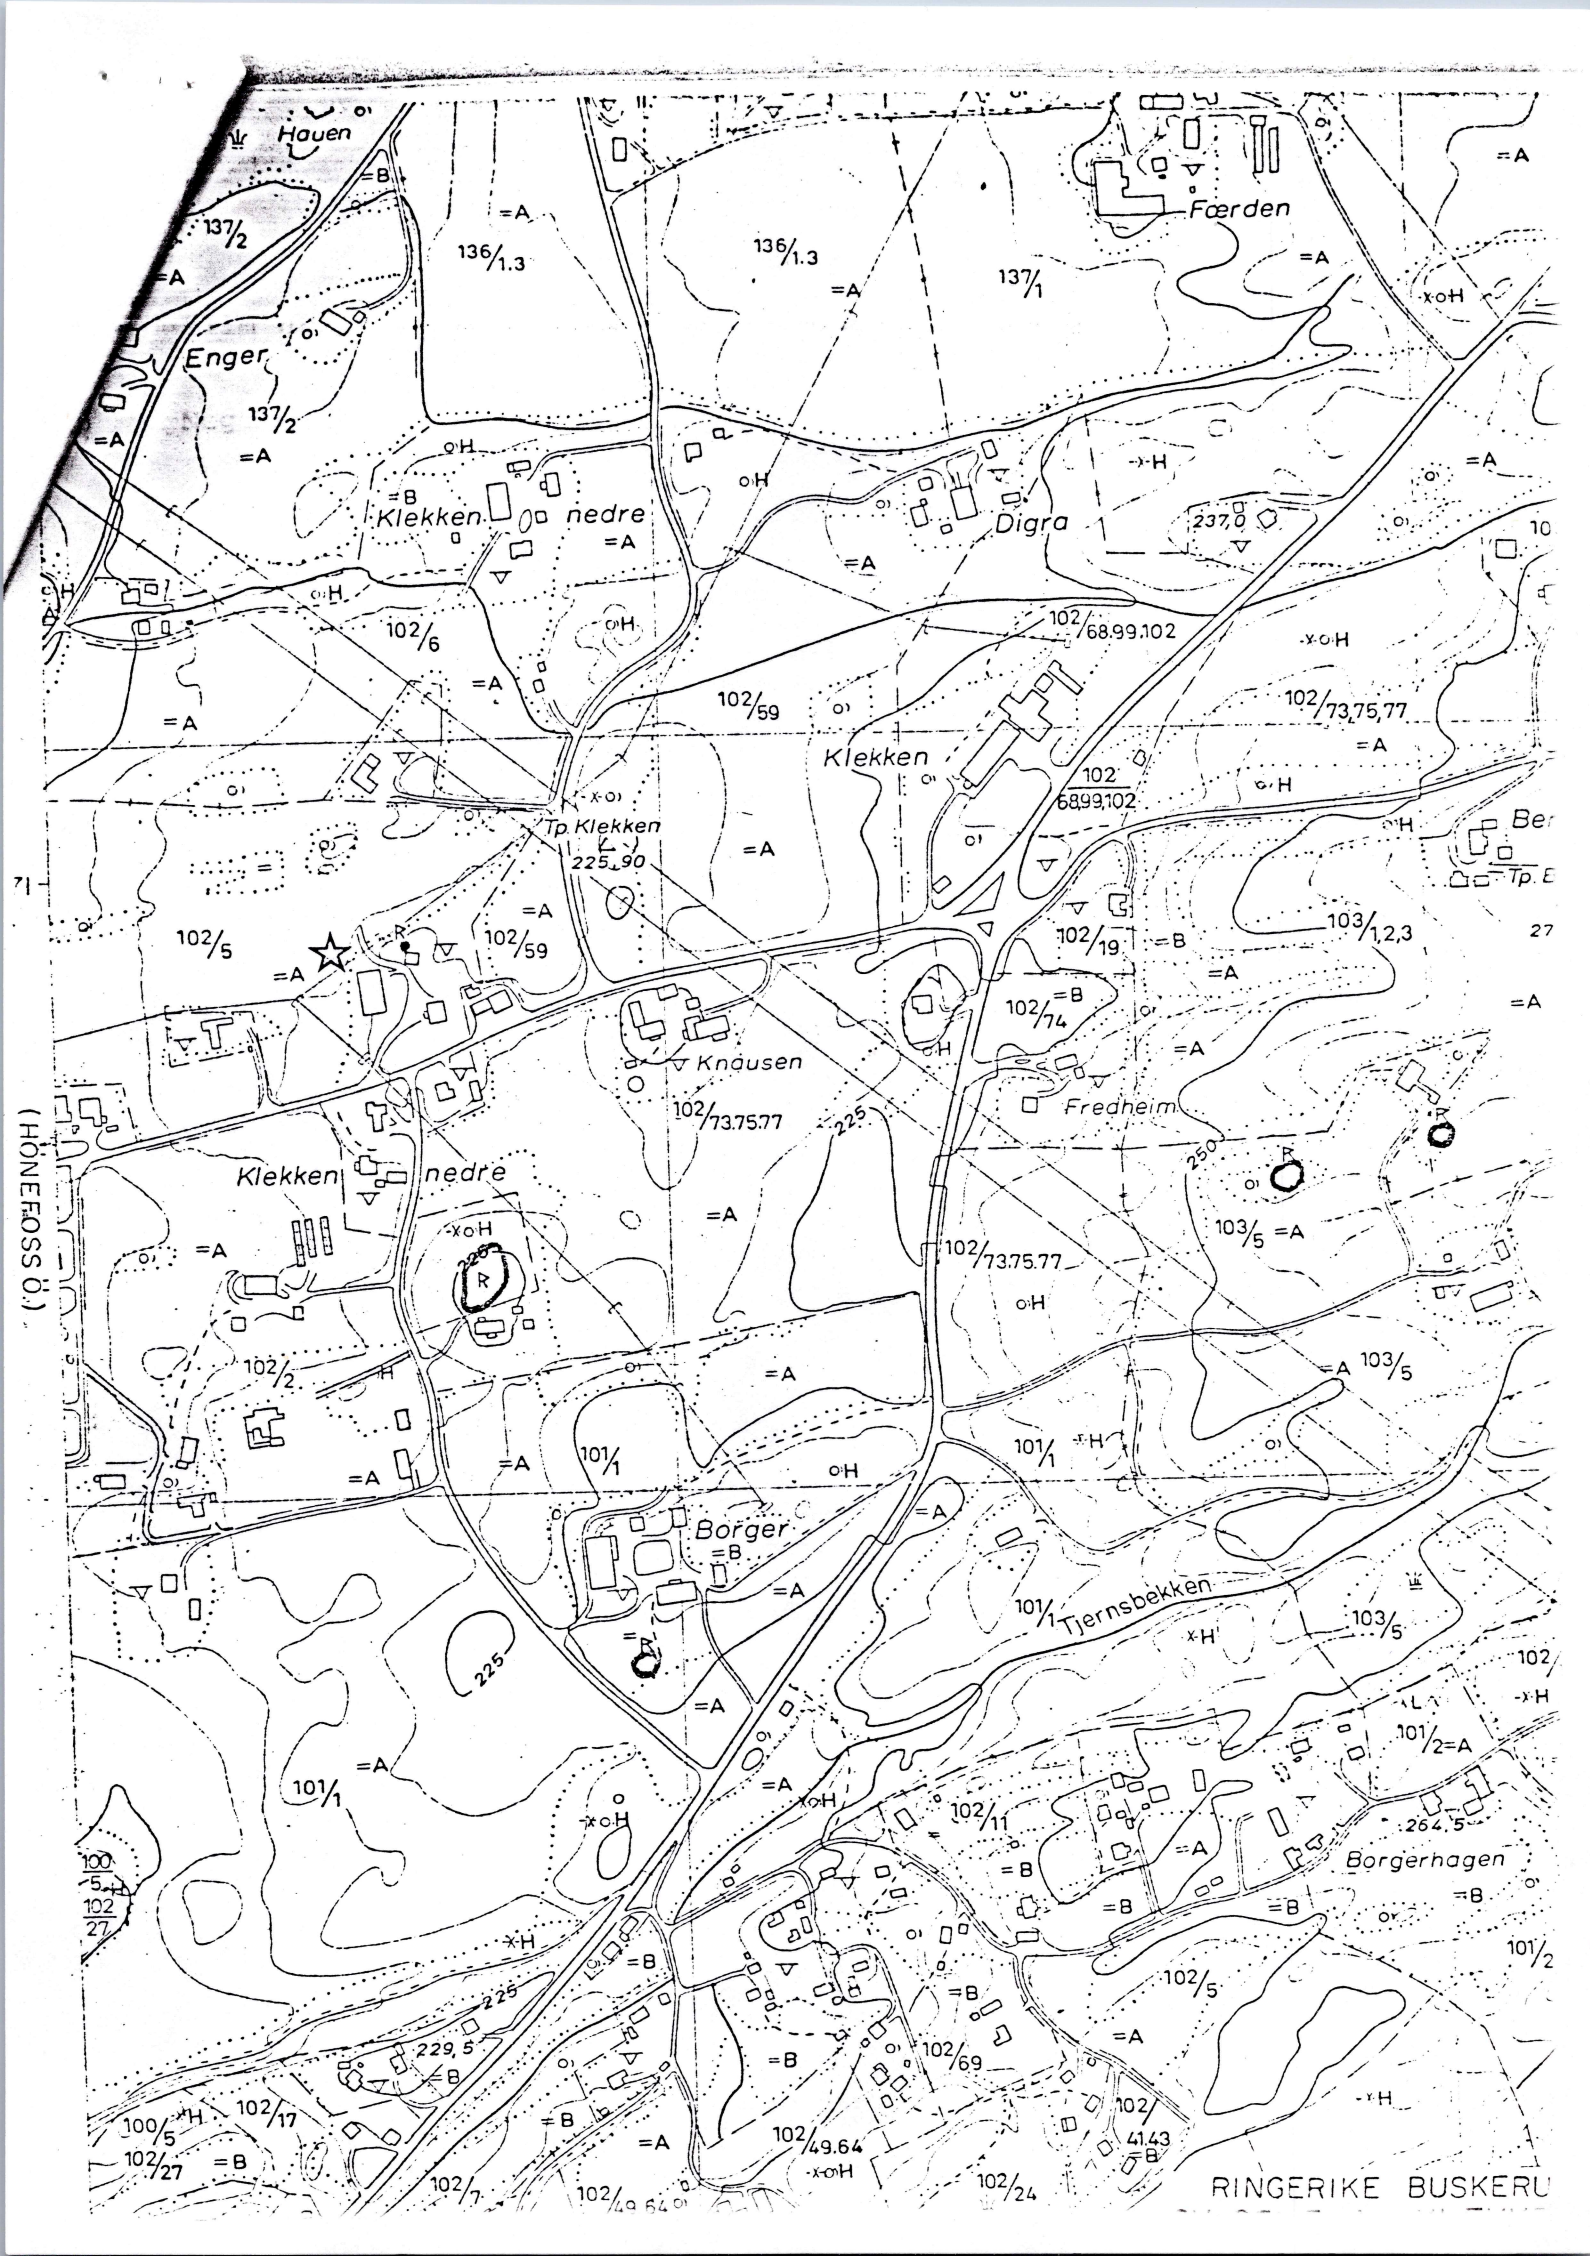 Hauen
=B
137/2
=A
=A
136/1.3
136/1.3
=A
137/1
Færden
=A
=A
-x-o-H
Enger
137/2
=A
=A
o-H
=B
Klekken nedre
=A
o-H
Digra
-x-H
=A
237,0
10
=A
o-H
o-H
102/6
=A
=A
102/59
102/68.99.102
-x-o-H
102/73,75,77
=A
Klekken
102
68,99,102
o-H
o-H
Ber
Tp. B
Tp. Klekken
225,90
=A
=A
71
102/5
=A
R
102/59
102/19
=B
103/1,2,3
27
=A
=A
102/74
=B
o-H
=A
Knausen
102/73.75.77
225
Fredheim
250
R
R
(HÖNEFOSS Ö.)
Klekken nedre
-x-o-H
R
=A
=A
102/73.75.77
o-H
103/5
=A
102/2
H
=A
=A
103/5
=A
=A
101/1
o-H
101/1
H
Borger
=B
=A
=A
101/1
Tjernsbekken
x-H
103/5
102/
-x-H
R
225
=A
L
101/2
=A
101/1
=A
=A
-x-o-H
x-o-H
102/11
=B
=A
264,5
Borgerhagen
=B
=B
=B
100
5
102
27
x-H
=B
=B
102/5
101/2
=A
225
229,5
=B
=B
102/69
-x-H
100/5
x-H
102/17
102/27
=B
=B
=A
102/49.64
-x-o-H
102/
41.43
=B
102/7
102/49.64
102/24
RINGERIKE BUSKERU